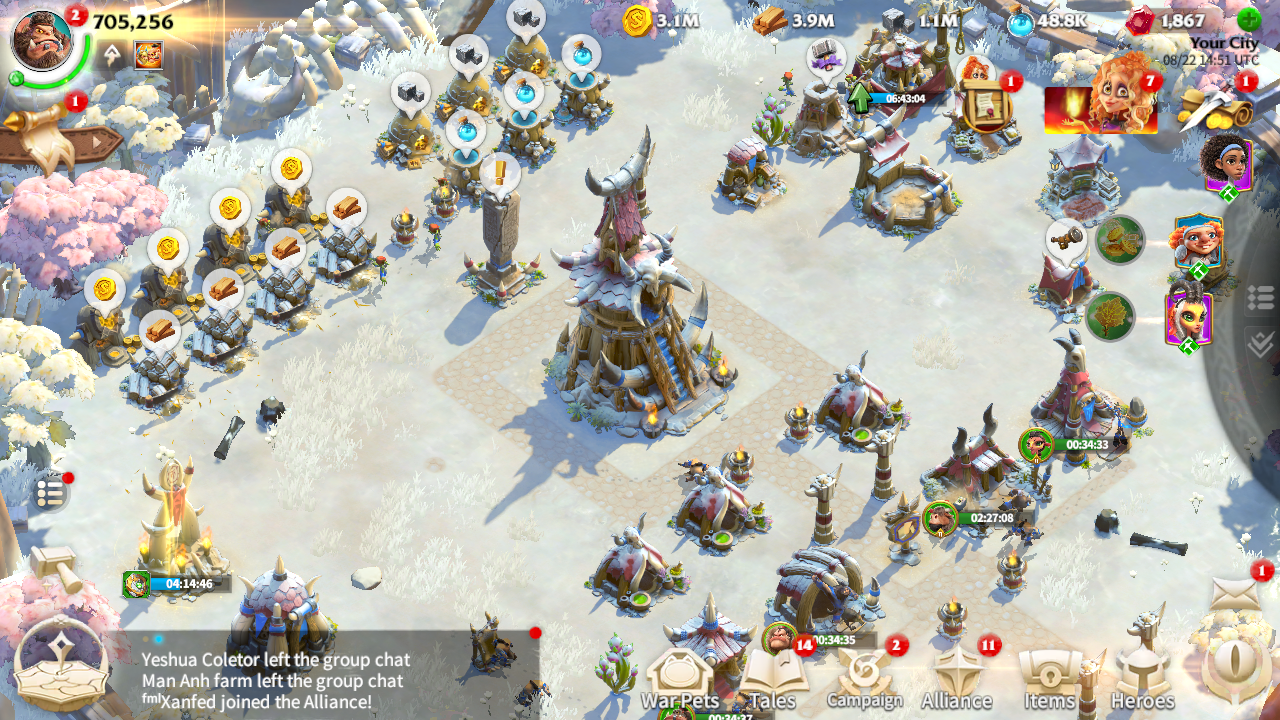 2
705,256
3.1M
3.9M
1.1M
48.8K
1,867
Your City
08/22 14:51 UTC
1
06:43:04
1
7
1
00:34:33
02:27:08
04:14:46
1
Yeshua Coletor left the group chat
Man Anh farm left the group chat
fmlXanfed joined the Alliance!
00:34:35
14
2
11
War Pets
Tales
Campaign
Alliance
Items
Heroes
00:34:37